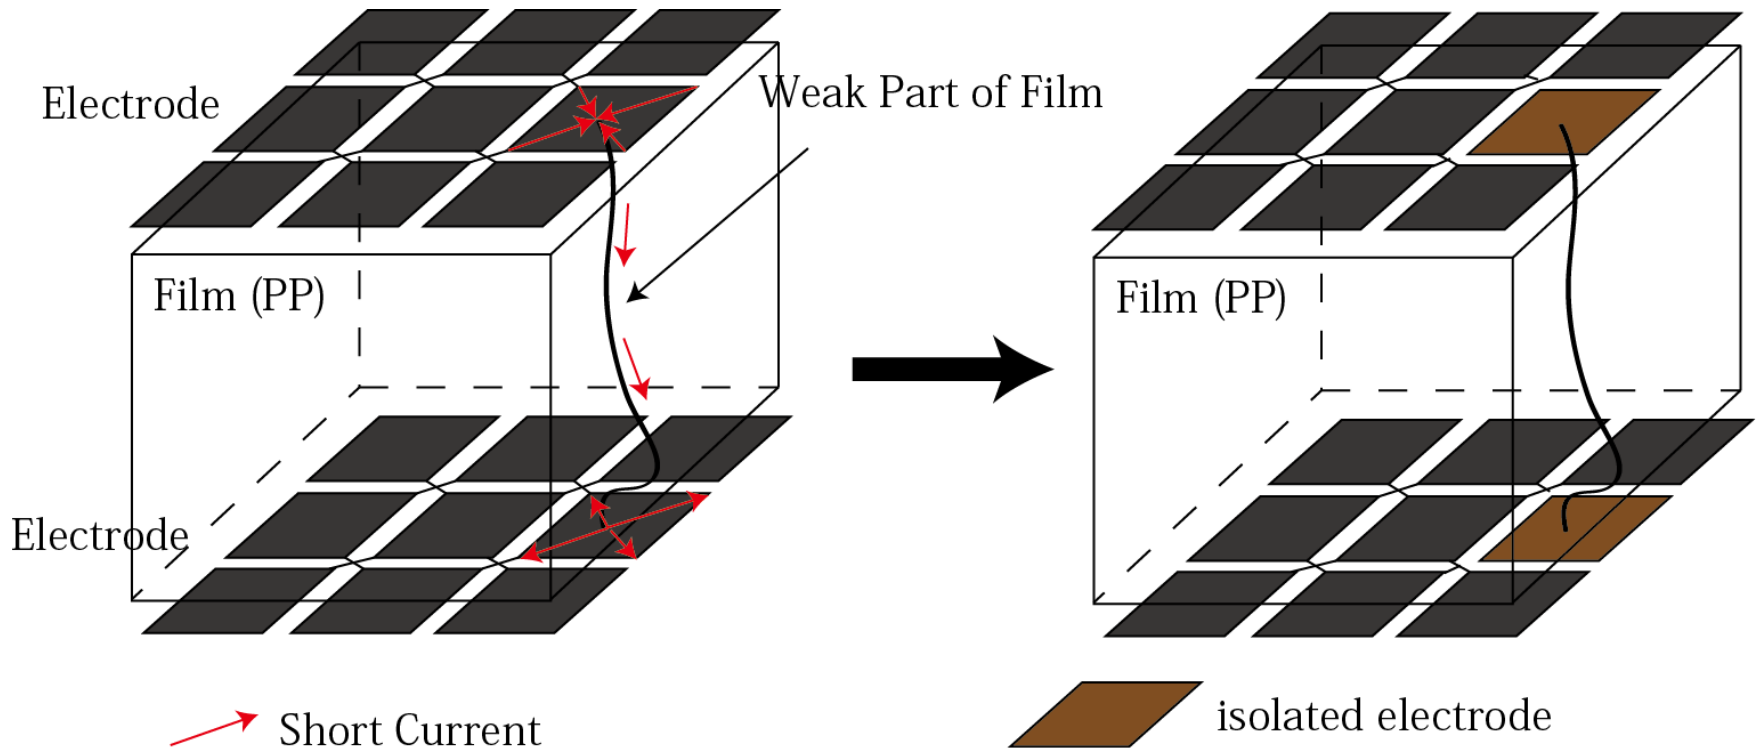 Electrode
Weak Part of Film
Film (PP)
Electrode
Short Current
Film (PP)
isolated electrode